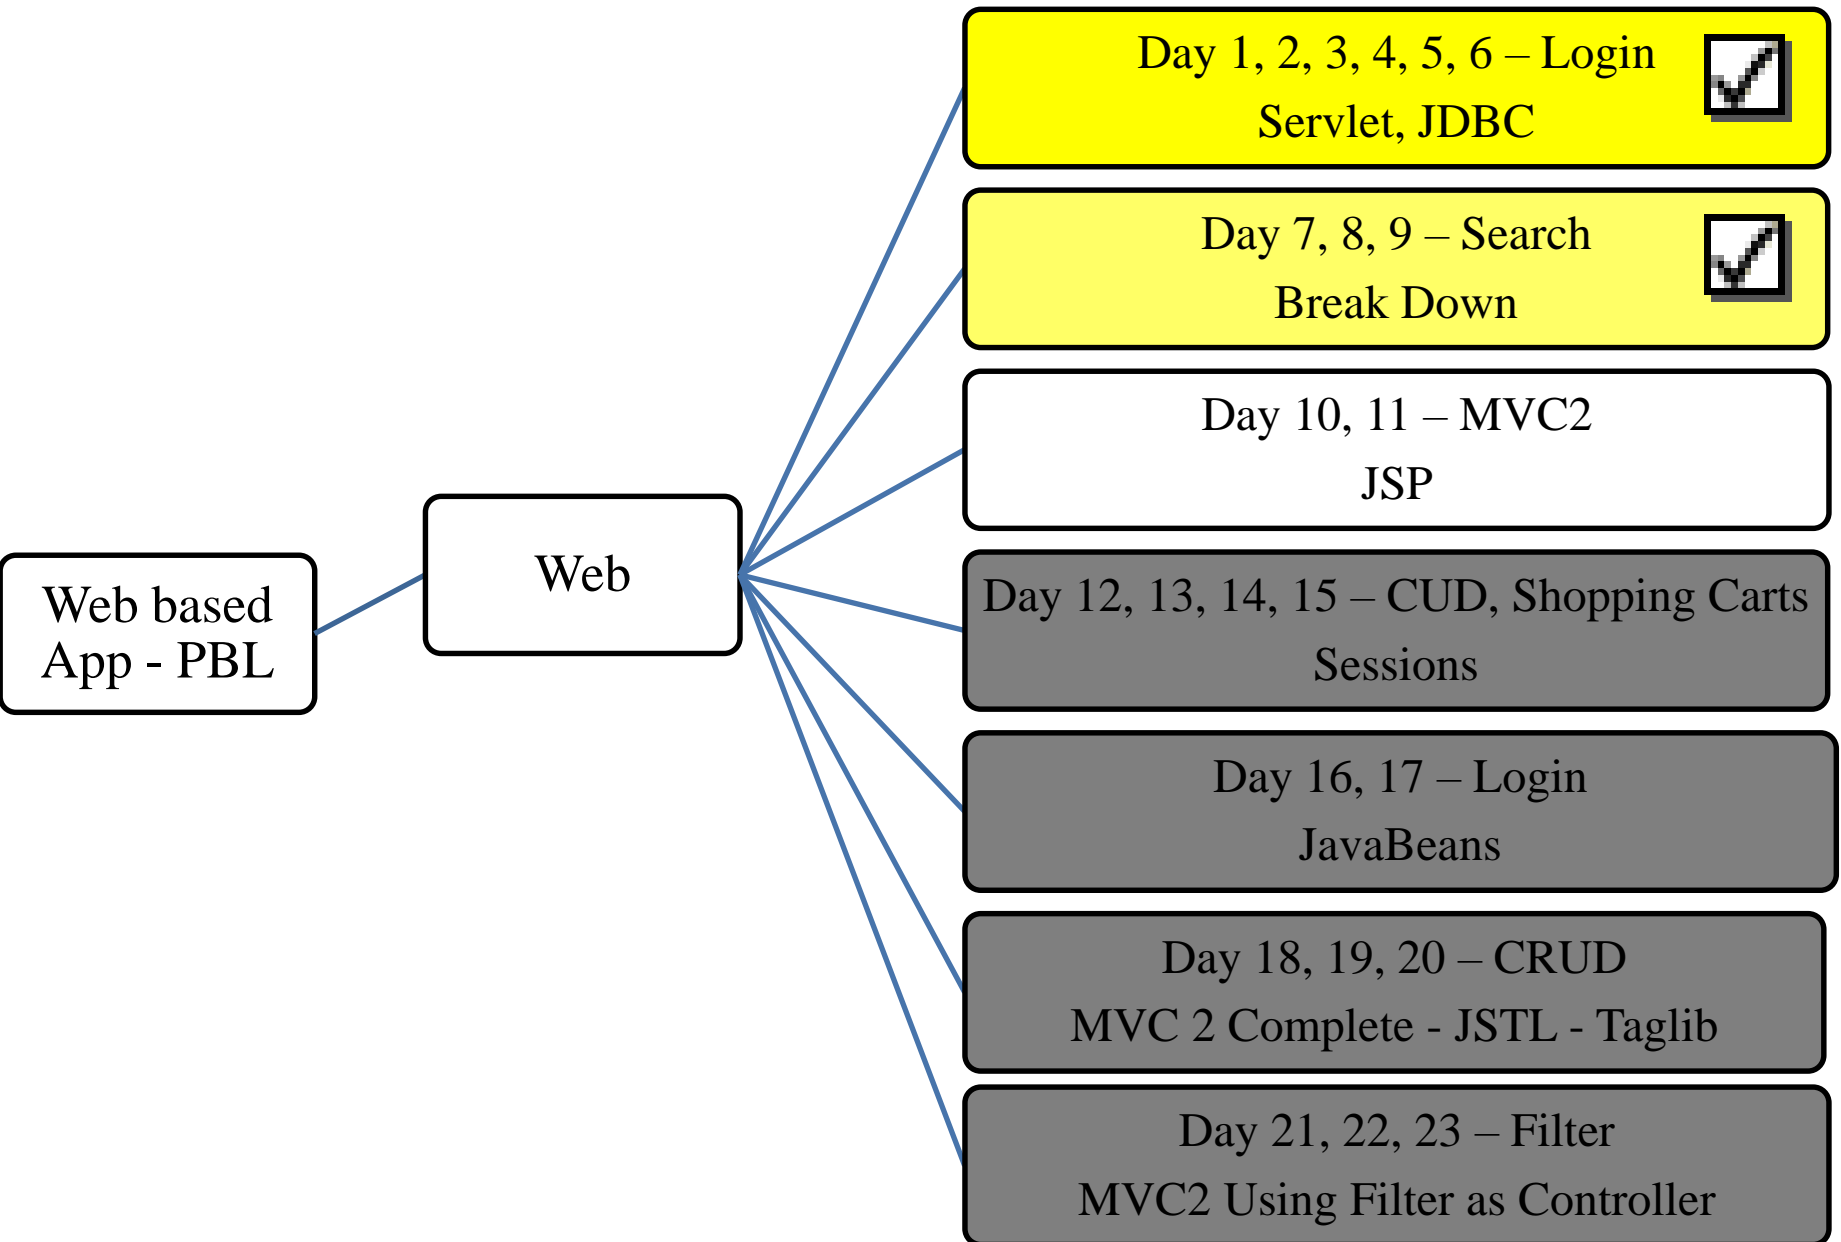 Web based
App - PBL
Web
Day 1, 2, 3, 4, 5, 6 – Login
Servlet, JDBC
Day 7, 8, 9 – Search
Break Down
Day 10, 11 – MVC2
JSP
Day 12, 13, 14, 15 – CUD, Shopping Carts
Sessions
Day 16, 17 – Login
JavaBeans
Day 18, 19, 20 – CRUD
MVC 2 Complete - JSTL - Taglib
Day 21, 22, 23 – Filter
MVC2 Using Filter as Controller